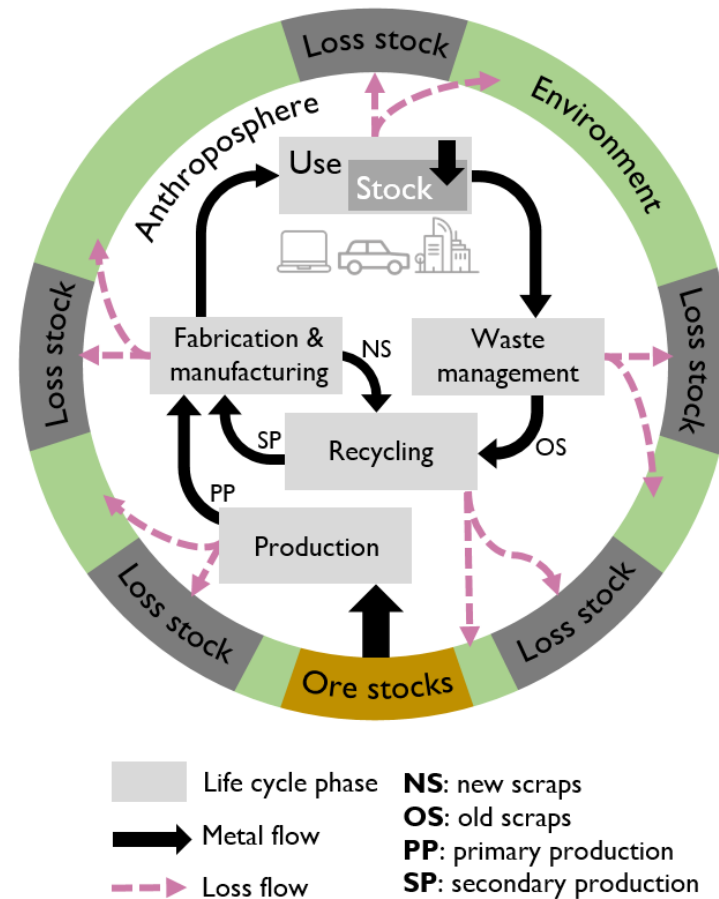 Loss stock
Anthroposphere
Environment
Use
Stock
Loss stock
Fabrication &
manufacturing
NS
Waste
management
Loss stock
SP
Recycling
OS
PP
Production
Loss stock
Loss stock
Ore stocks
Life cycle phase
Metal flow
Loss flow
NS: new scraps
OS: old scraps
PP: primary production
SP: secondary production